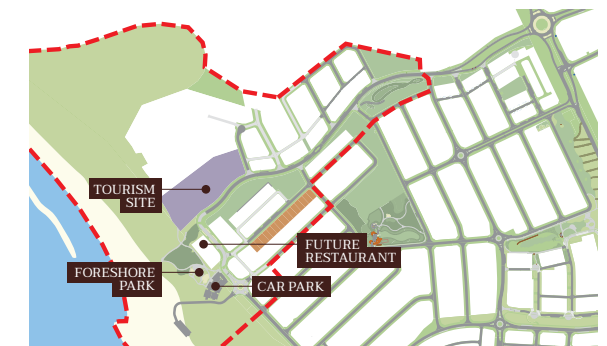 TOURISM
SITE
FUTURE
RESTAURANT
FORESHORE
PARK
CAR PARK